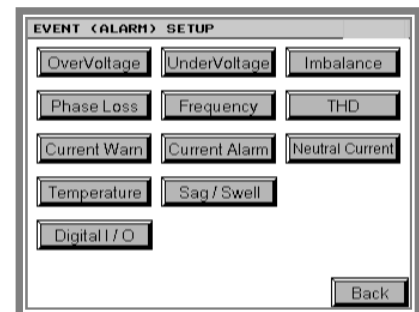 EVENT (ALARM) SETUP
OverVoltage UnderVoltage Imbalance
Phase Loss Frequency THD
Current Warn Current Alarm Neutral Current
Temperature Sag / Swell
Digital I / O
Back